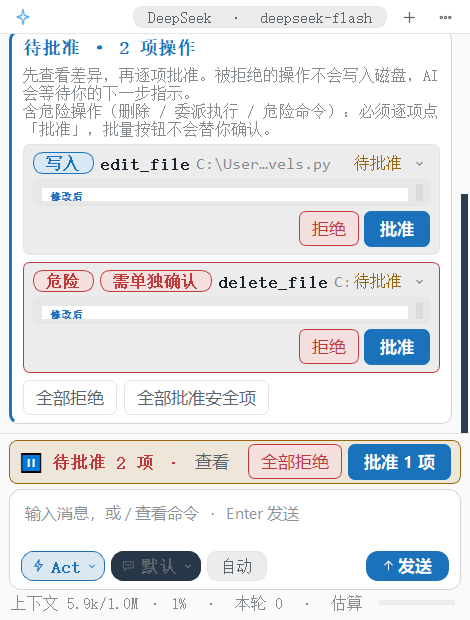 DeepSeek · deepseek-flash
待批准 · 2 项操作
先查看差异，再逐项批准。被拒绝的操作不会写入磁盘，AI
会等待你的下一步指示。
含危险操作（删除 / 委派执行 / 危险命令）：必须逐项点
「批准」，批量按钮不会替你确认。
写入 edit_file C:\User…vels.py 待批准
修改后
拒绝 批准
危险 需单独确认 delete_file C: 待批准
修改后
拒绝 批准
全部拒绝 全部批准安全项
待批准 2 项 · 查看 全部拒绝 批准 1 项
输入消息，或 / 查看命令 · Enter 发送
Act 默认 自动 ↑ 发送
上下文 5.9k/1.0M · 1% · 本轮 0 · 估算